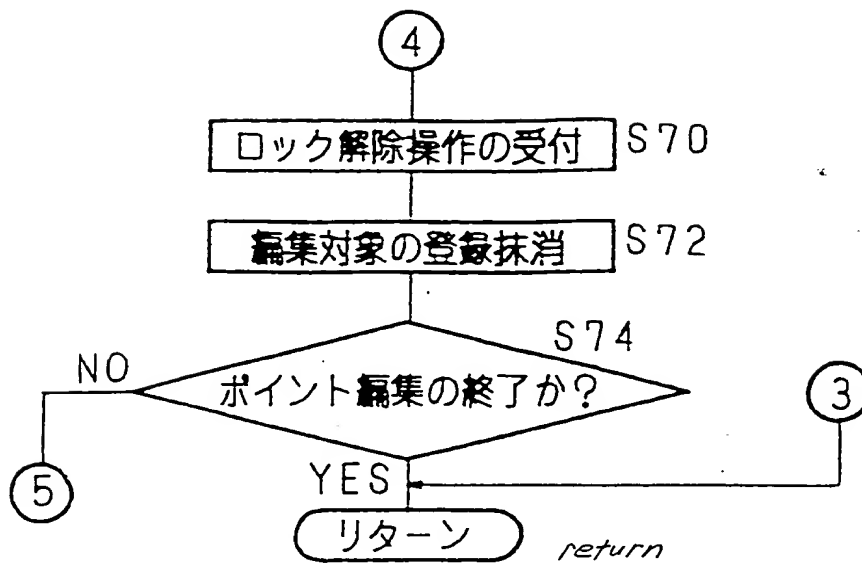 ④
ロック解除操作の受付 S70
編集対象の登録抹消 S72
S74
NO ポイント編集の終了か? ③
⑤ YES
リターン return